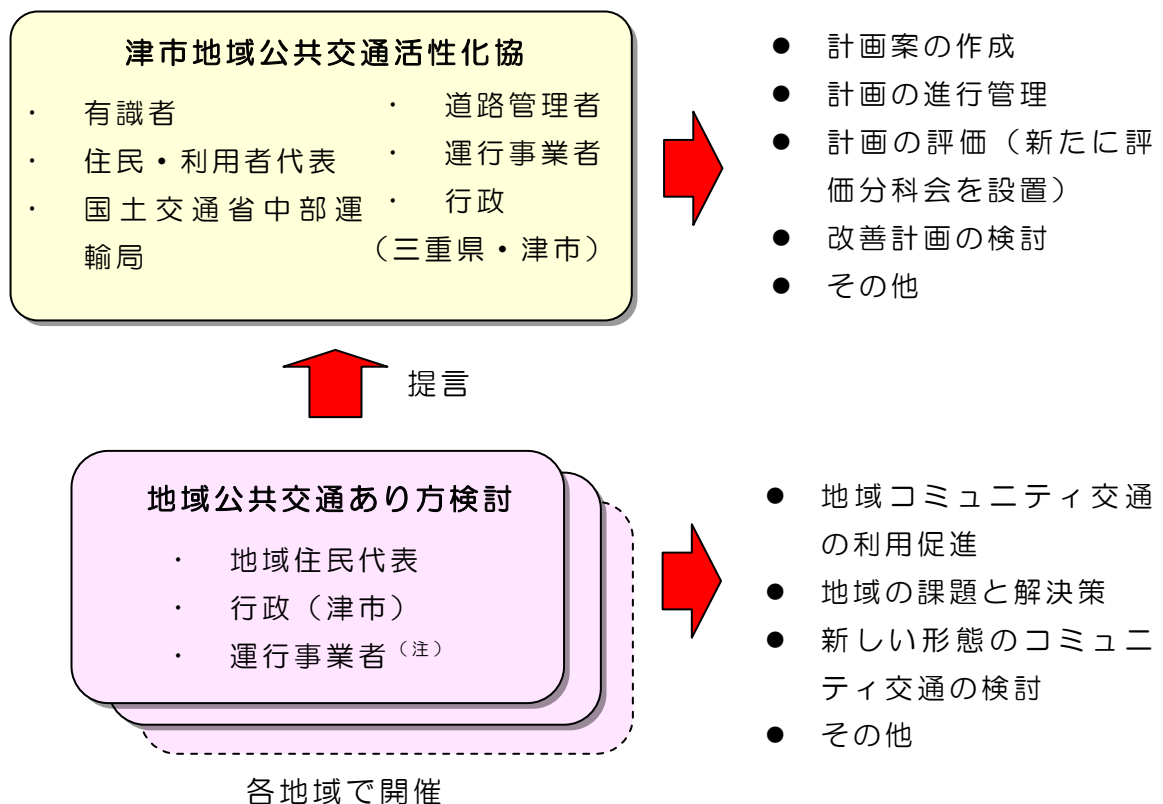 津市地域公共交通活性化協
・ 有識者
・ 住民・利用者代表
・ 国土交通省中部運
輸局
・ 道路管理者
・ 運行事業者
・ 行政
（三重県・津市）
● 計画案の作成
● 計画の進行管理
● 計画の評価（新たに評
価分科会を設置）
● 改善計画の検討
● その他
提言
地域公共交通あり方検討
・ 地域住民代表
・ 行政（津市）
・ 運行事業者（注）
● 地域コミュニティ交通
の利用促進
● 地域の課題と解決策
● 新しい形態のコミュニ
ティ交通の検討
● その他
各地域で開催